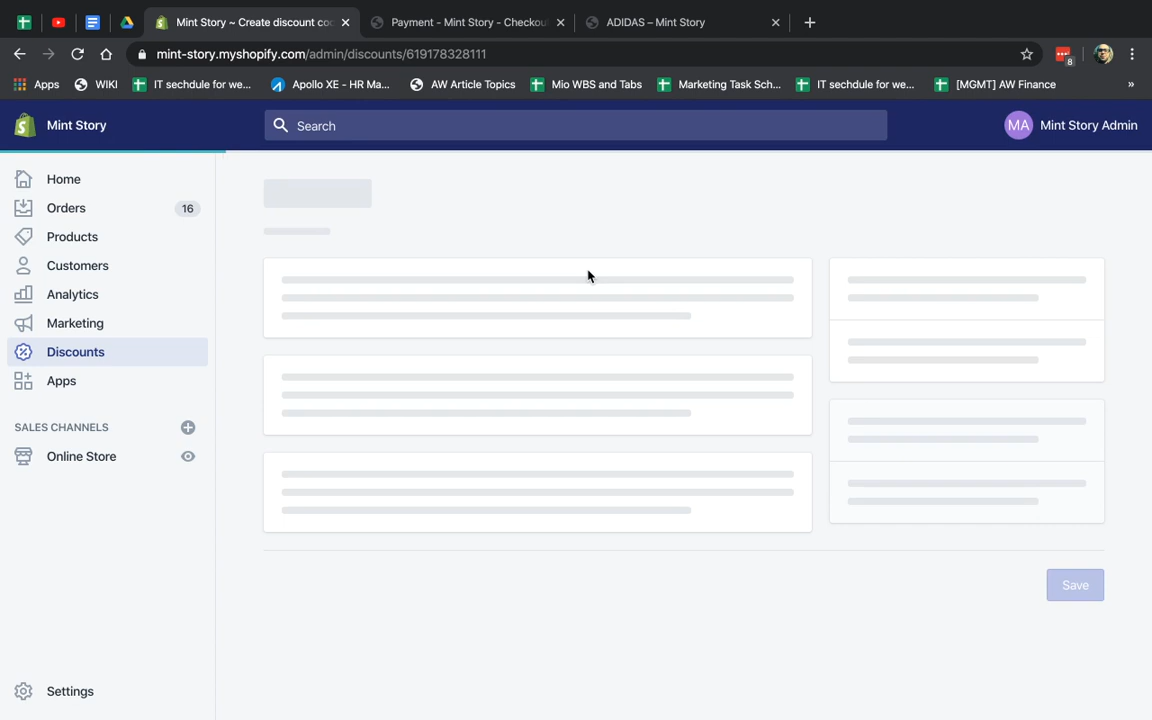 Mint Story ~ Create discount co
Payment - Mint Story - Checkou
ADIDAS – Mint Story
mint-story.myshopify.com/admin/discounts/619178328111
8
Apps
WIKI
IT sechdule for we...
Apollo XE - HR Ma...
AW Article Topics
Mio WBS and Tabs
Marketing Task Sch...
IT sechdule for we...
[MGMT] AW Finance
»
Mint Story
Search
MA
Mint Story Admin
Home
Orders
16
Products
Customers
Analytics
Marketing
Discounts
Apps
SALES CHANNELS
Online Store
Save
Settings